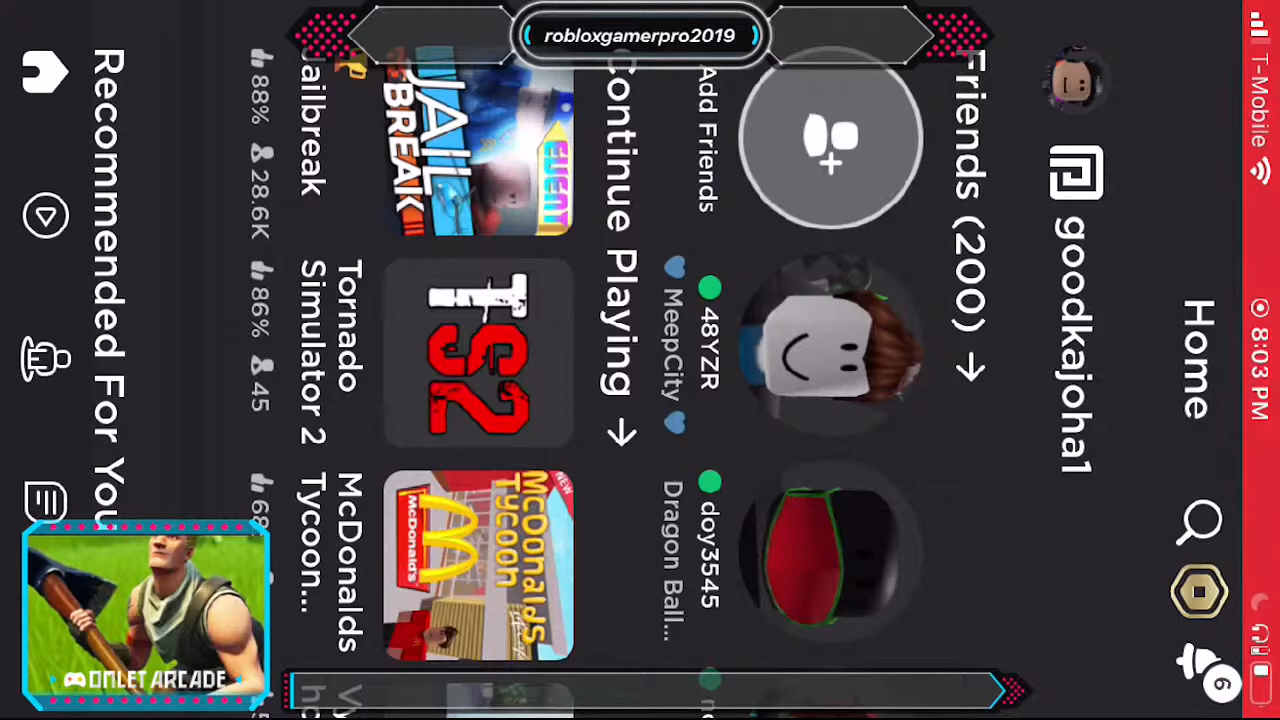 robloxgamerpro2019
T-Mobile
8:03 PM
Home
6
goodkajoha1
Friends (200) →
Add Friends
48YZR
💙 MeepCity 💙
doy3545
Dragon Ball...
Continue Playing →
EVENT
JAIL
BREAK
Jailbreak
88% 28.6K
TS2
Tornado
Simulator 2
86% 45
NEW
McDonalds
Tycoon
McDonald's
McDonalds
Tycoon...
68
Recommended For You
OMLET ARCADE